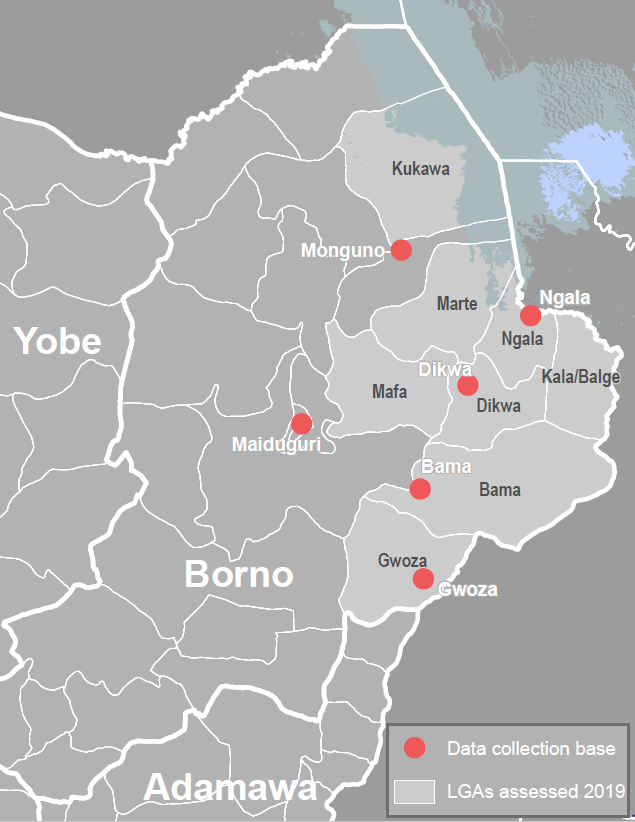 Kukawa
Monguno
Ngala
Marte
Yobe
Ngala
Dikwa
Kala/Balge
Mafa
Dikwa
Maiduguri
Bama
Bama
Gwoza
Borno
Gwoza
Data collection base
Adamawa
LGAs assessed 2019